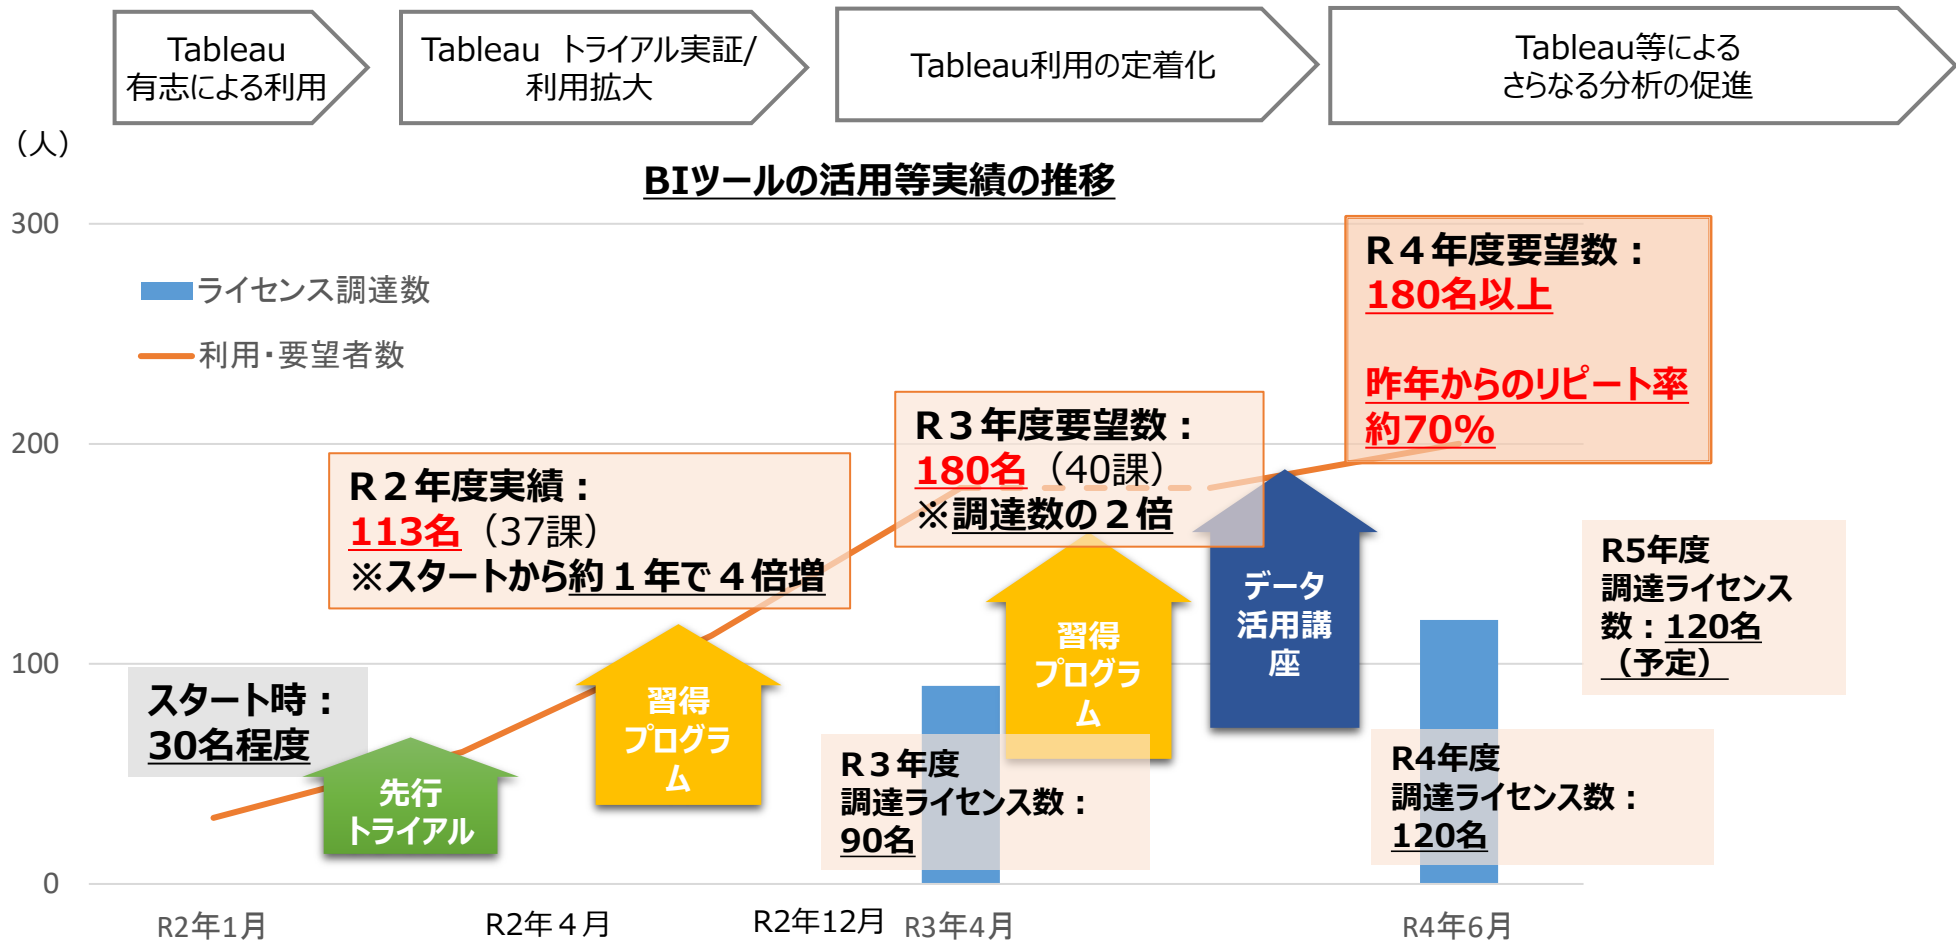 Tableau
有志による利用
Tableau　トライアル実証/
利用拡大
Tableau利用の定着化
Tableau等による
さらなる分析の促進
（人）
BIツールの活用等実績の推移
300
200
100
0
ライセンス調達数
利用・要望者数
スタート時：
30名程度
先行
トライアル
R２年度実績：
113名（37課）
※スタートから約１年で４倍増
習得
プログラ
ム
R３年度要望数：
180名（40課）
※調達数の２倍
R３年度
調達ライセンス数：
90名
習得
プログラ
ム
データ
活用講
座
R４年度要望数：
180名以上
昨年からのリピート率
約70%
R4年度
調達ライセンス数：
120名
R5年度
調達ライセンス
数：120名
（予定）
R2年1月
R2年４月
R2年12月
R3年4月
R4年6月